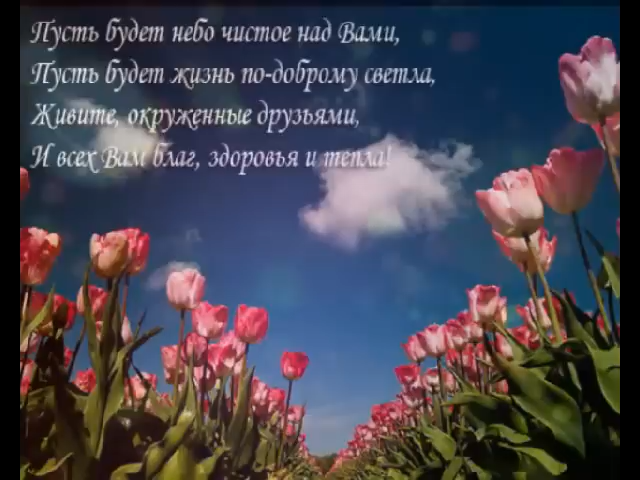 Пусть будет небо чистое над Вами,
Пусть будет жизнь по-доброму светла,
Живите, окруженные друзьями,
И всех Вам благ, здоровья и тепла!